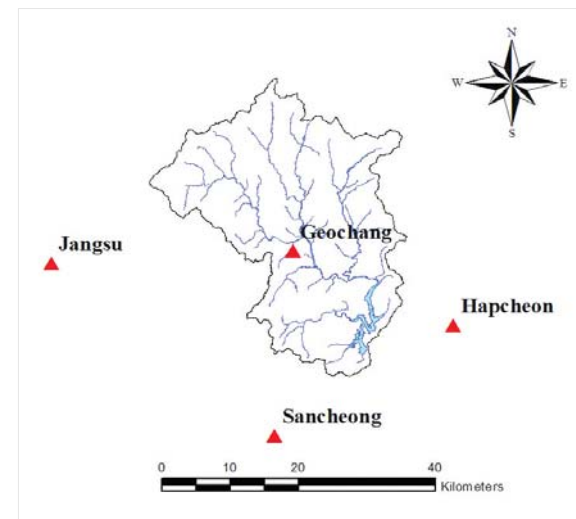 N
W E
S
Geochang
Jangsu
Hapcheon
Sancheong
0 10 20 40
Kilometers